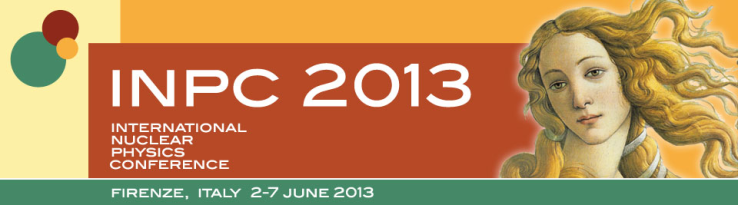 INPC 2013
INTERNATIONAL
NUCLEAR
PHYSICS
CONFERENCE
FIRENZE, ITALY 2-7 JUNE 2013